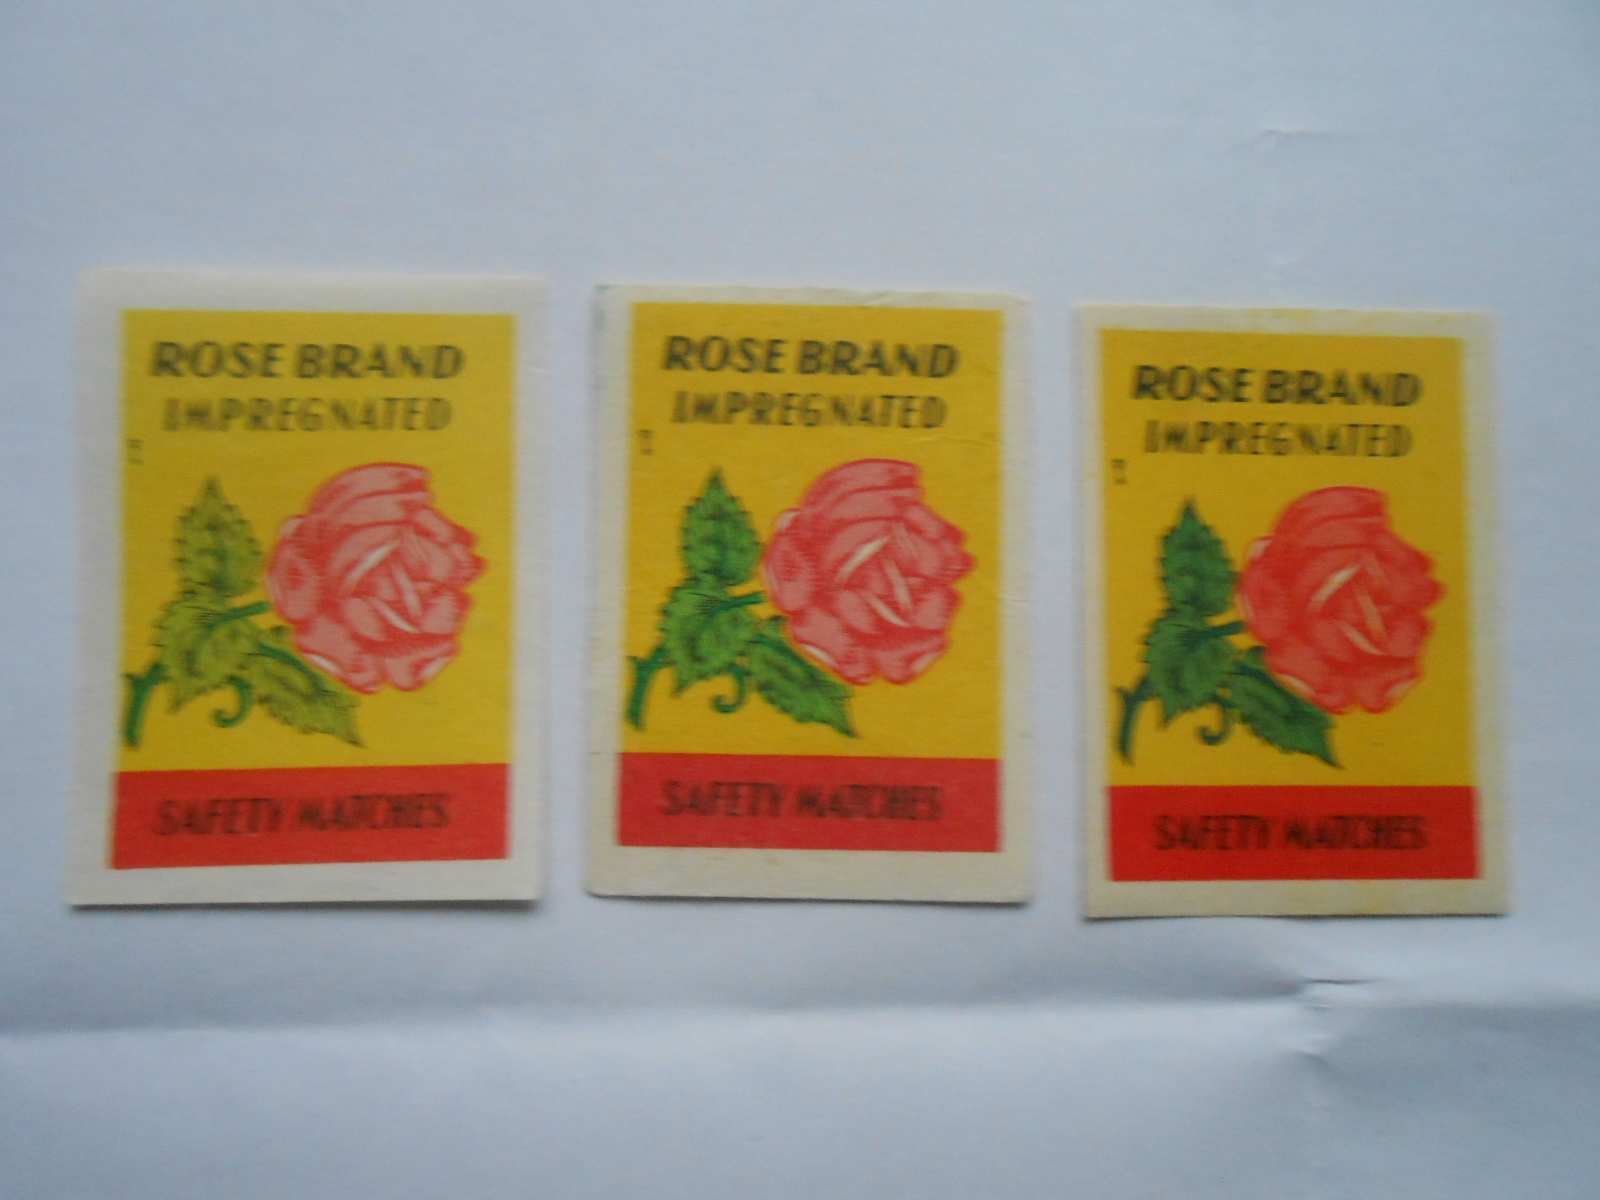 ROSE BRAND
IMPREGNATED
SAFETY MATCHES
ROSE BRAND
IMPREGNATED
SAFETY MATCHES
ROSE BRAND
IMPREGNATED
SAFETY MATCHES